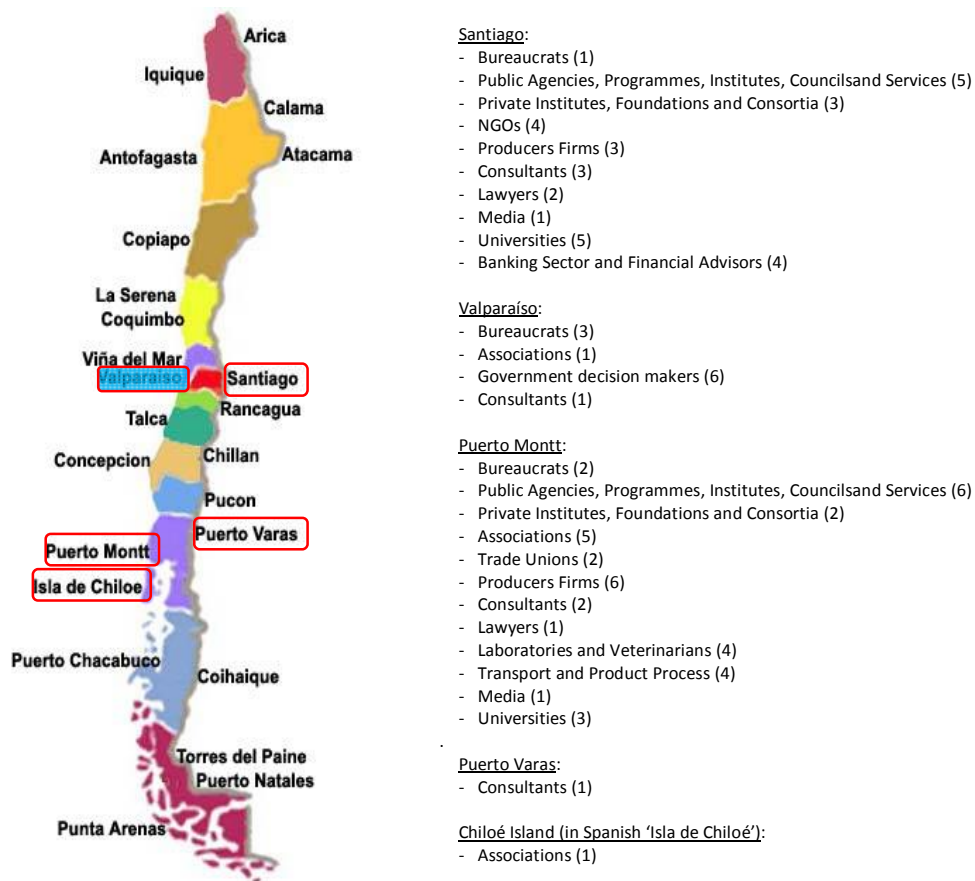 Arica
Iquique
Calama
Antofagasta
Atacama
Copiapo
La Serena
Coquimbo
Viña del Mar
Valparaiso
Santiago
Rancagua
Talca
Concepcion
Chillan
Pucon
Puerto Varas
Puerto Montt
Isla de Chiloe
Puerto Chacabuco
Coihaique
Torres del Paine
Puerto Natales
Punta Arenas
Santiago:
- Bureaucrats (1)
- Public Agencies, Programmes, Institutes, Councilsand Services (5)
- Private Institutes, Foundations and Consortia (3)
- NGOs (4)
- Producers Firms (3)
- Consultants (3)
- Lawyers (2)
- Media (1)
- Universities (5)
- Banking Sector and Financial Advisors (4)
Valparaíso:
- Bureaucrats (3)
- Associations (1)
- Government decision makers (6)
- Consultants (1)
Puerto Montt:
- Bureaucrats (2)
- Public Agencies, Programmes, Institutes, Councilsand Services (6)
- Private Institutes, Foundations and Consortia (2)
- Associations (5)
- Trade Unions (2)
- Producers Firms (6)
- Consultants (2)
- Lawyers (1)
- Laboratories and Veterinarians (4)
- Transport and Product Process (4)
- Media (1)
- Universities (3)
.
Puerto Varas:
- Consultants (1)
Chiloé Island (in Spanish ‘Isla de Chiloé’):
- Associations (1)